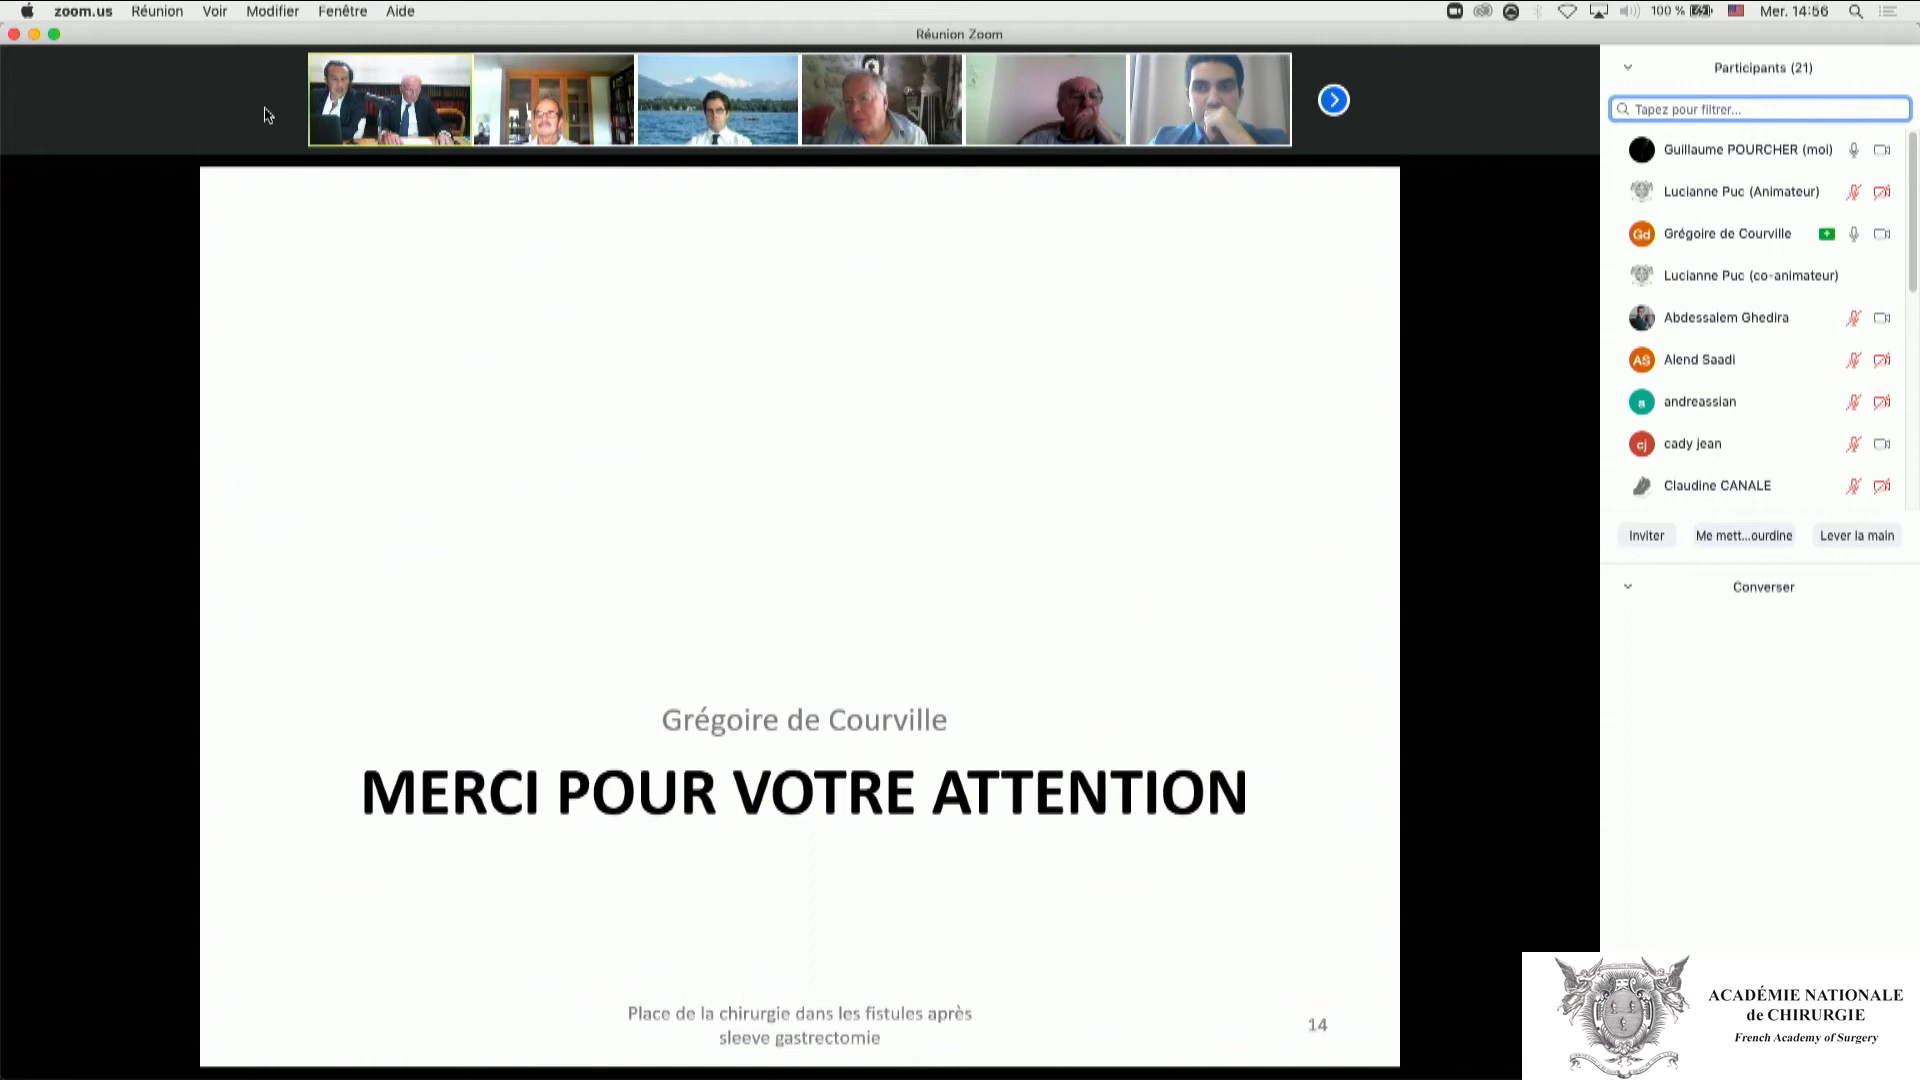 zoom.us Réunion Voir Modifier Fenêtre Aide
100 % Mer. 14:56
Réunion Zoom
Participants (21)
Tapez pour filtrer...
Guillaume POURCHER (moi)
Lucianne Puc (Animateur)
Gd Grégoire de Courville
Lucianne Puc (co-animateur)
Abdessalem Ghedira
AS Alend Saadi
a andreassian
cj cady jean
Claudine CANALE
Inviter Me mett...ourdine Lever la main
Converser
Grégoire de Courville
MERCI POUR VOTRE ATTENTION
Place de la chirurgie dans les fistules après
sleeve gastrectomie
14
ACADÉMIE NATIONALE
de CHIRURGIE
French Academy of Surgery